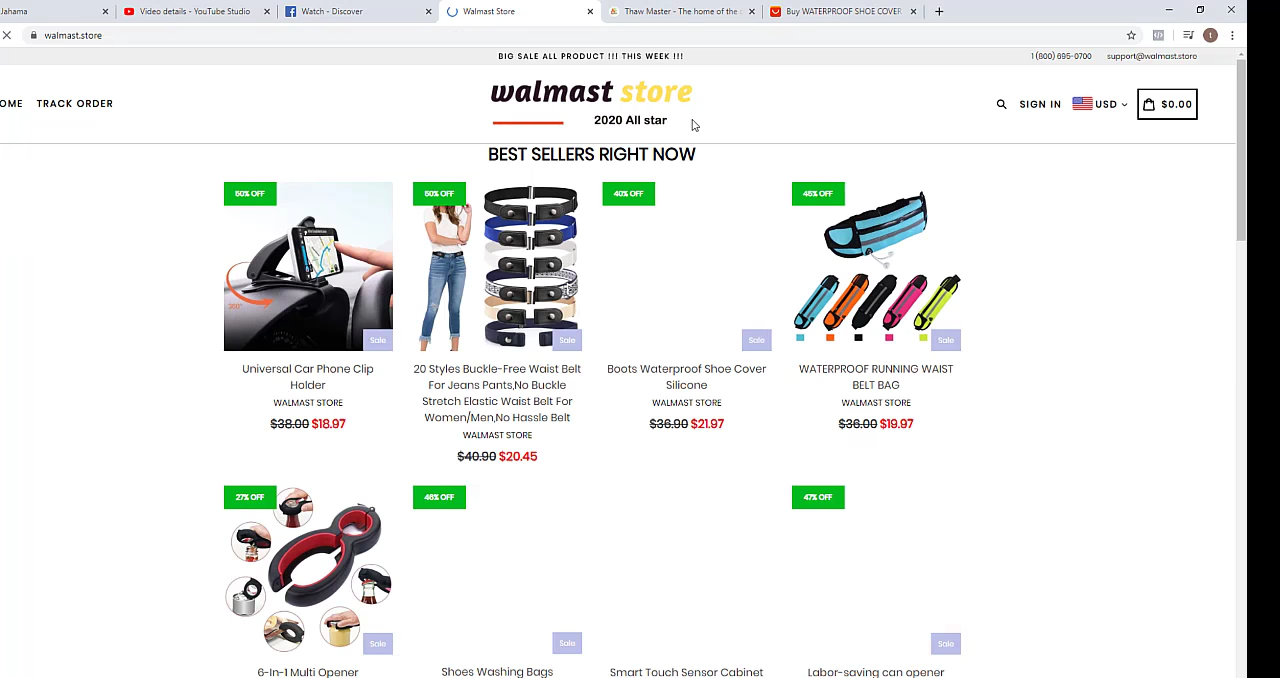 Jahama
Video details - YouTube Studio
Watch - Discover
Walmast Store
Thaw Master - The home of the
Buy WATERPROOF SHOE COVER
walmast.store
BIG SALE ALL PRODUCT !!! THIS WEEK !!!
1 (800) 695-0700
support@walmast.store
OME
TRACK ORDER
walmast store
2020 All star
SIGN IN
USD
$0.00
BEST SELLERS RIGHT NOW
50% OFF
50% OFF
40% OFF
45% OFF
360°
Sale
Sale
Sale
Sale
Universal Car Phone Clip
Holder
WALMAST STORE
$38.00 $18.97
20 Styles Buckle-Free Waist Belt
For Jeans Pants,No Buckle
Stretch Elastic Waist Belt For
Women/Men,No Hassle Belt
WALMAST STORE
$40.90 $20.45
Boots Waterproof Shoe Cover
Silicone
WALMAST STORE
$36.90 $21.97
WATERPROOF RUNNING WAIST
BELT BAG
WALMAST STORE
$36.00 $19.97
27% OFF
46% OFF
47% OFF
Sale
Sale
Sale
6-In-1 Multi Opener
Shoes Washing Bags
Smart Touch Sensor Cabinet
Labor-saving can opener